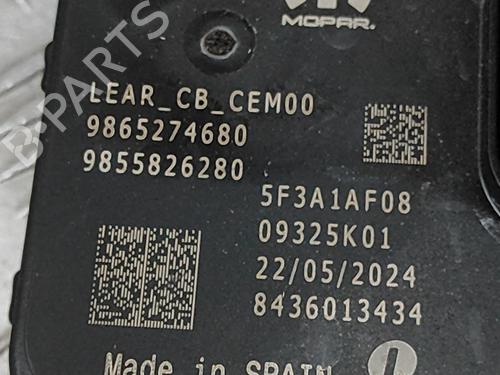 B-PARTS
MOPAR.
LEAR_CB_CEM00
9865274680
9855826280
5F3A1AF08
09325K01
22/05/2024
8436013434
Made in SPAIN